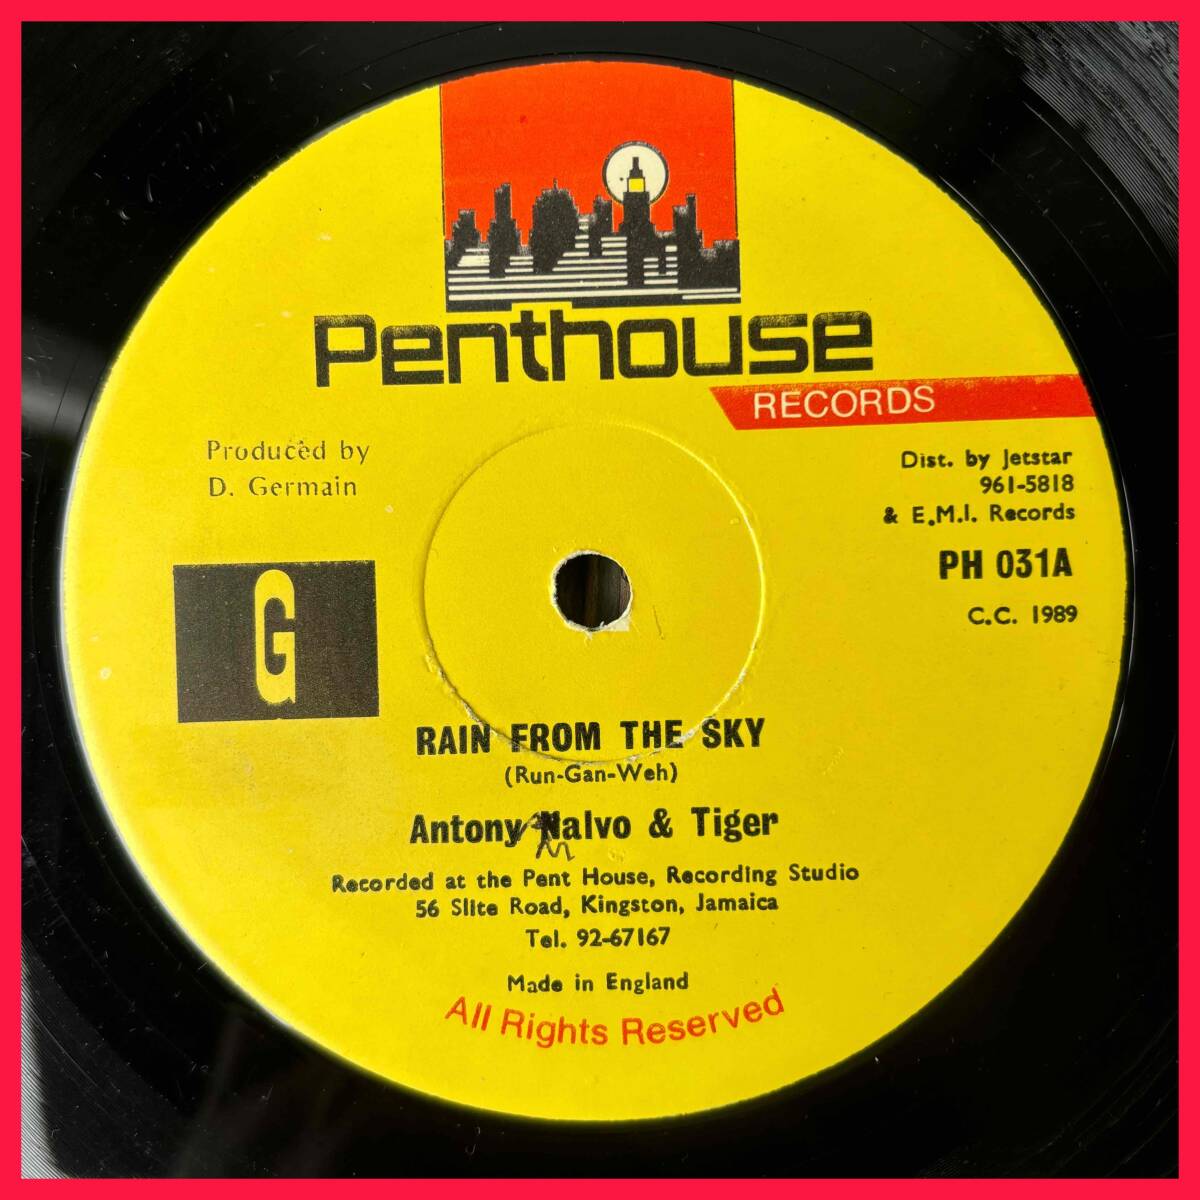 Penthouse
RECORDS
Produced by
D. Germain
Dist. by Jetstar
961-5818
& E.M.I. Records
PH 031A
C.C. 1989
G
RAIN FROM THE SKY
(Run-Gan-Weh)
Antony Nalvo & Tiger
M
Recorded at the Pent House, Recording Studio
56 Slite Road, Kingston, Jamaica
Tel. 92-67167
Made in England
All Rights Reserved